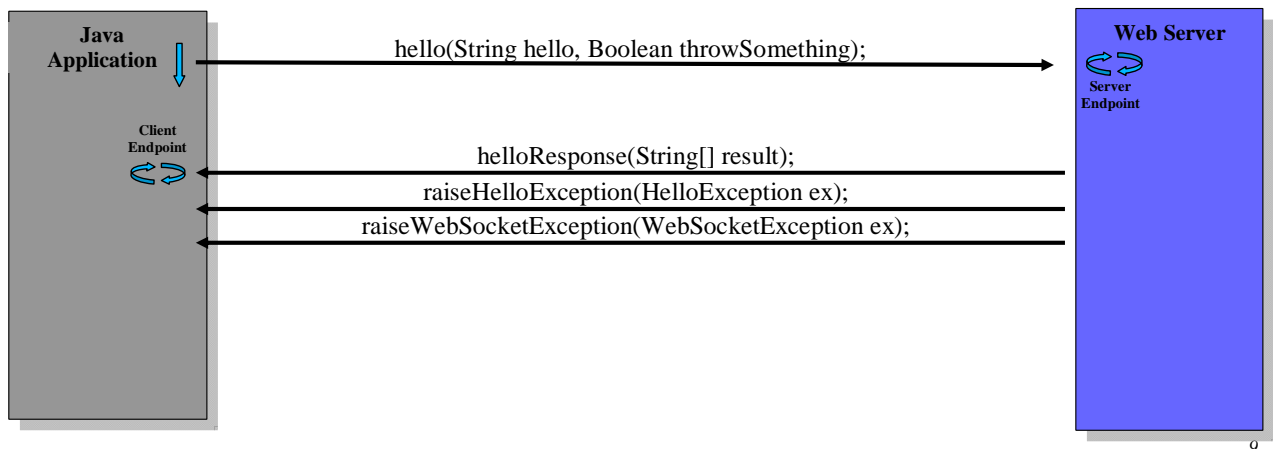 Java
Application
hello(String hello, Boolean throwSomething);
Web Server
Server
Endpoint
Client
Endpoint
helloResponse(String[] result);
raiseHelloException(HelloException ex);
raiseWebSocketException(WebSocketException ex);
9